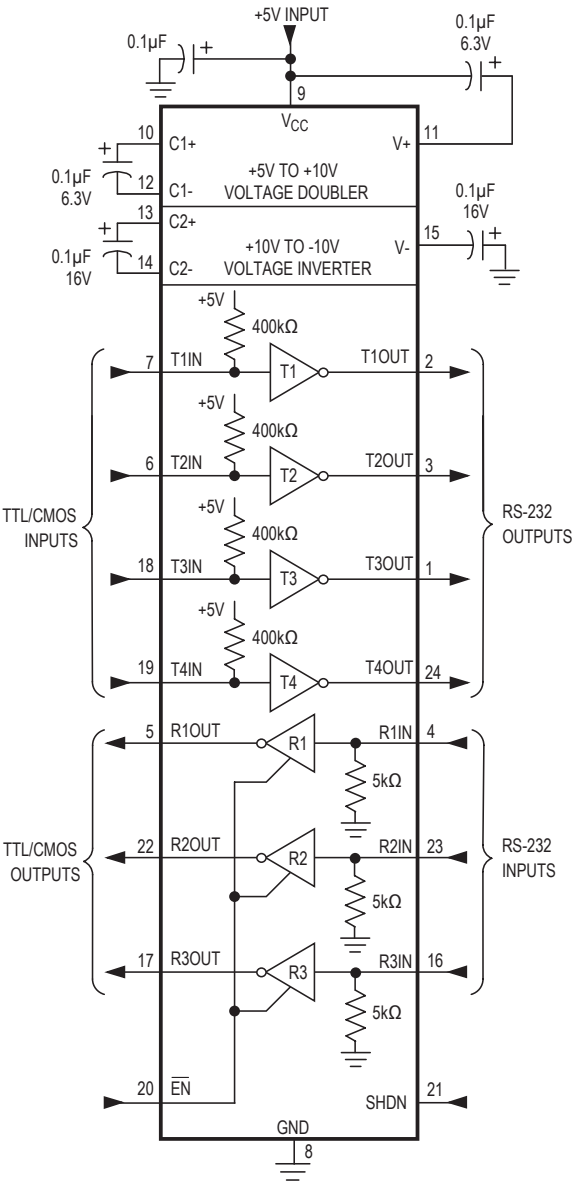 +5V INPUT
0.1µF
0.1µF
6.3V
9
VCC
10
C1+
V+
11
0.1µF
6.3V
12
C1-
+5V TO +10V
VOLTAGE DOUBLER
13
C2+
0.1µF
16V
14
C2-
+10V TO -10V
VOLTAGE INVERTER
V-
15
0.1µF
16V
+5V
400kΩ
7
T1IN
T1
T1OUT
2
+5V
400kΩ
6
T2IN
T2
T2OUT
3
TTL/CMOS
INPUTS
RS-232
OUTPUTS
+5V
400kΩ
18
T3IN
T3
T3OUT
1
+5V
400kΩ
19
T4IN
T4
T4OUT
24
5
R1OUT
R1
R1IN
4
5kΩ
22
R2OUT
R2
R2IN
23
TTL/CMOS
OUTPUTS
RS-232
INPUTS
5kΩ
17
R3OUT
R3
R3IN
16
5kΩ
20
EN
SHDN
21
GND
8